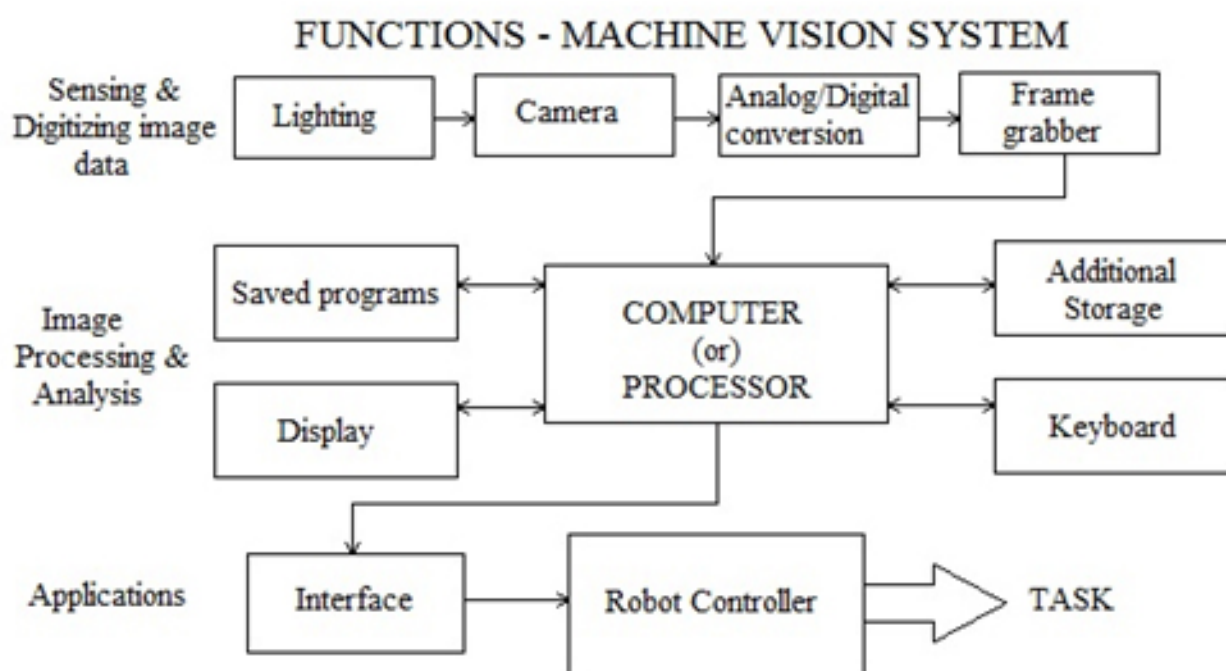 FUNCTIONS - MACHINE VISION SYSTEM
Sensing &
Digitizing image
data
Lighting
Camera
Analog/Digital
conversion
Frame
grabber
Image
Processing &
Analysis
Saved programs
Display
COMPUTER
(or)
PROCESSOR
Additional
Storage
Keyboard
Applications
Interface
Robot Controller
TASK